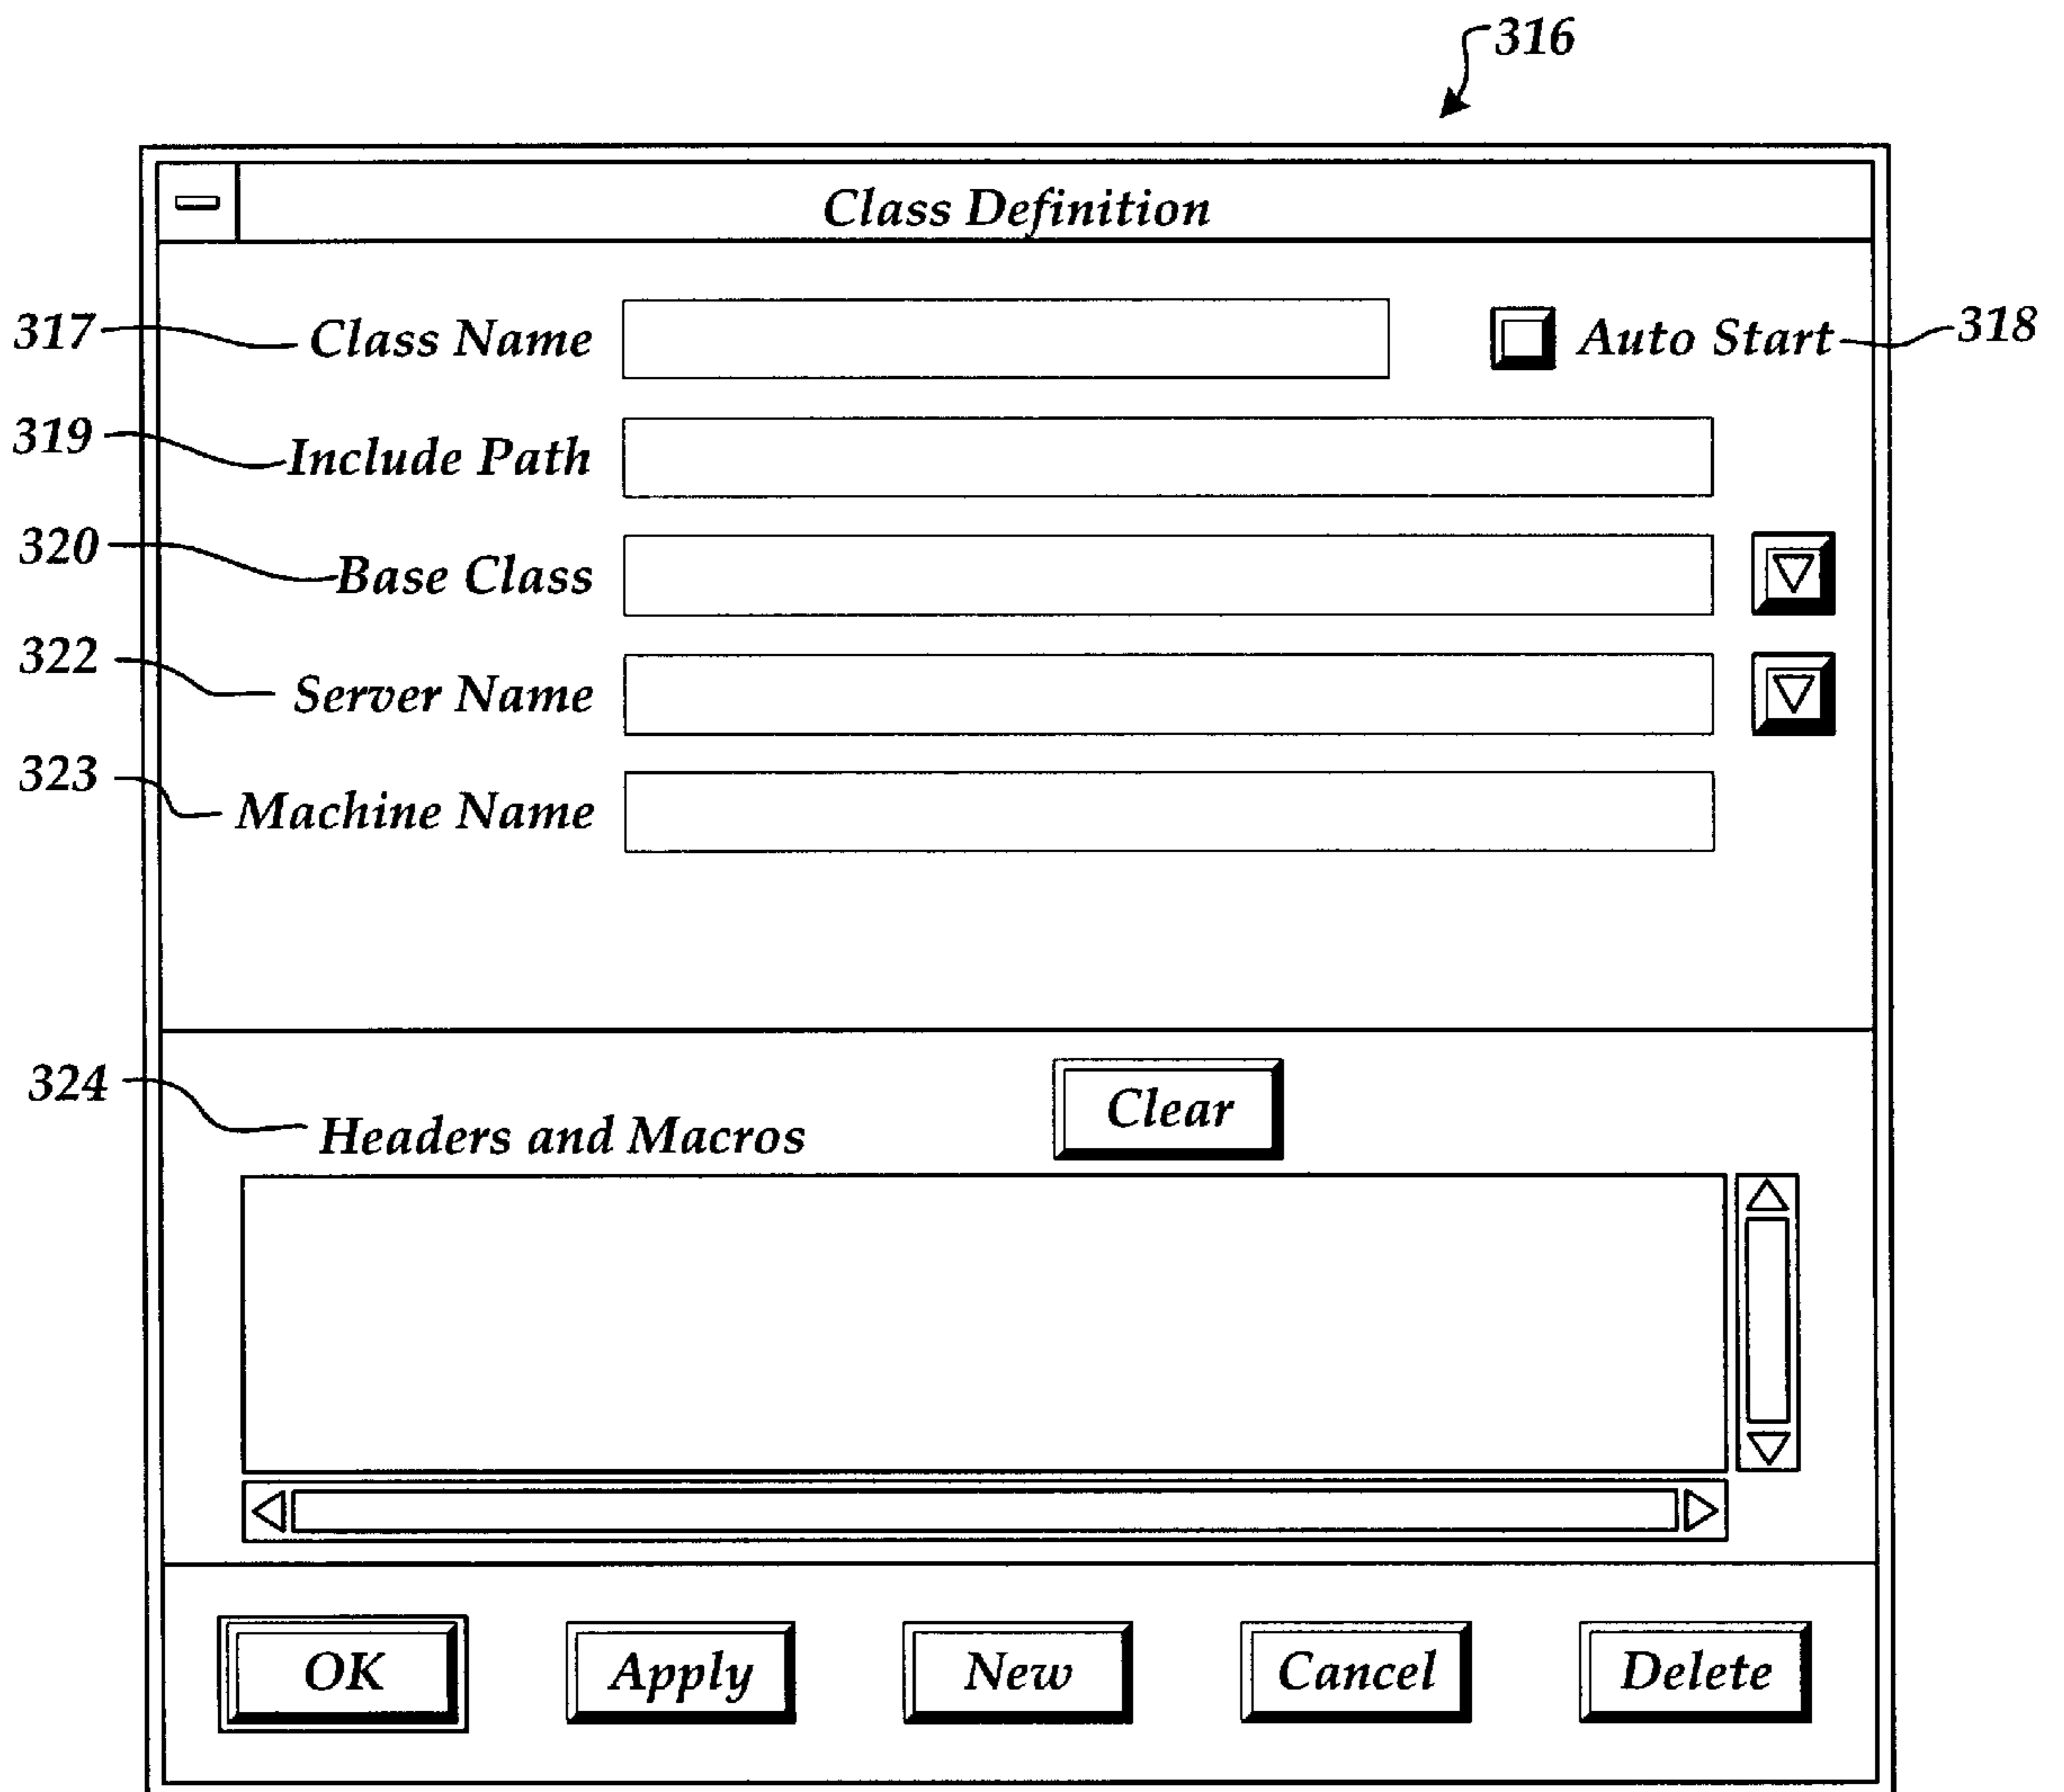 316
Class Definition
317 Class Name Auto Start 318
319 Include Path
320 Base Class
322 Server Name
323 Machine Name
324 Headers and Macros Clear
OK Apply New Cancel Delete